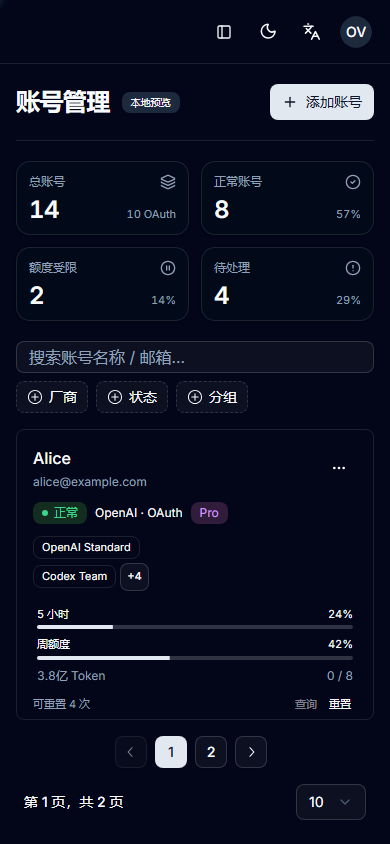 OV
账号管理 本地预览 添加账号
总账号 正常账号
14 10 OAuth 8 57%
额度受限 待处理
2 14% 4 29%
搜索账号名称 / 邮箱...
厂商 状态 分组
Alice
alice@example.com
正常 OpenAI · OAuth Pro
OpenAI Standard
Codex Team +4
5 小时 24%
周额度 42%
3.8亿 Token 0 / 8
可重置 4 次 查询 重置
1 2
第 1 页，共 2 页 10